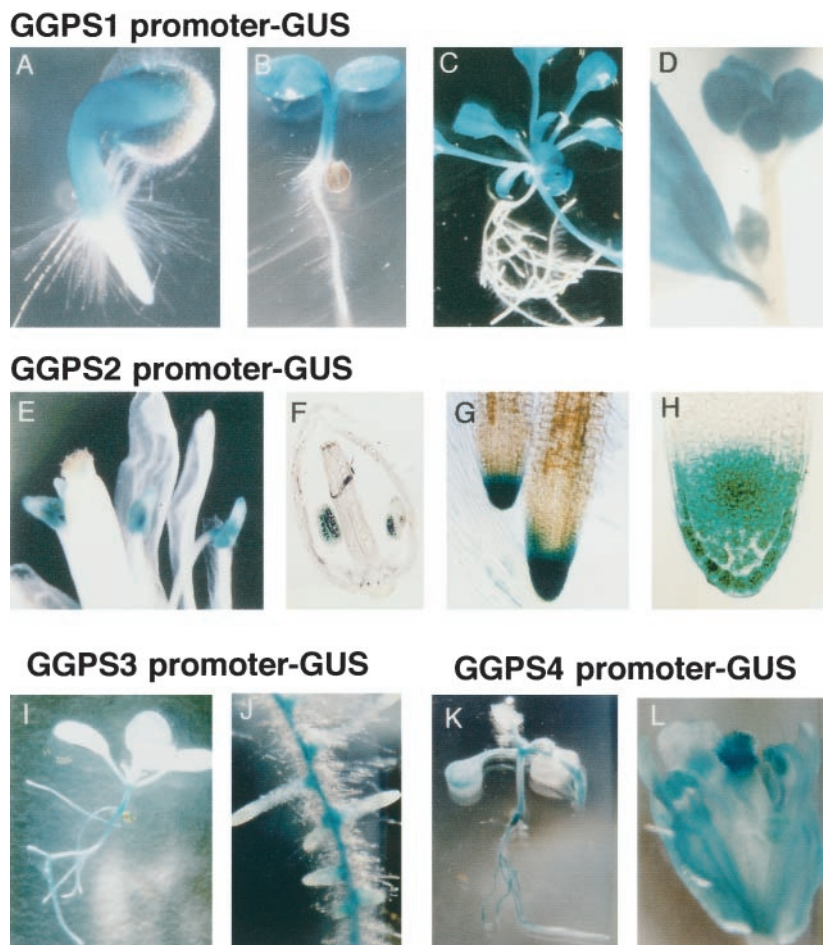 GGPS1 promoter-GUS
A B C D
GGPS2 promoter-GUS
E F G H
GGPS3 promoter-GUS GGPS4 promoter-GUS
I J K L